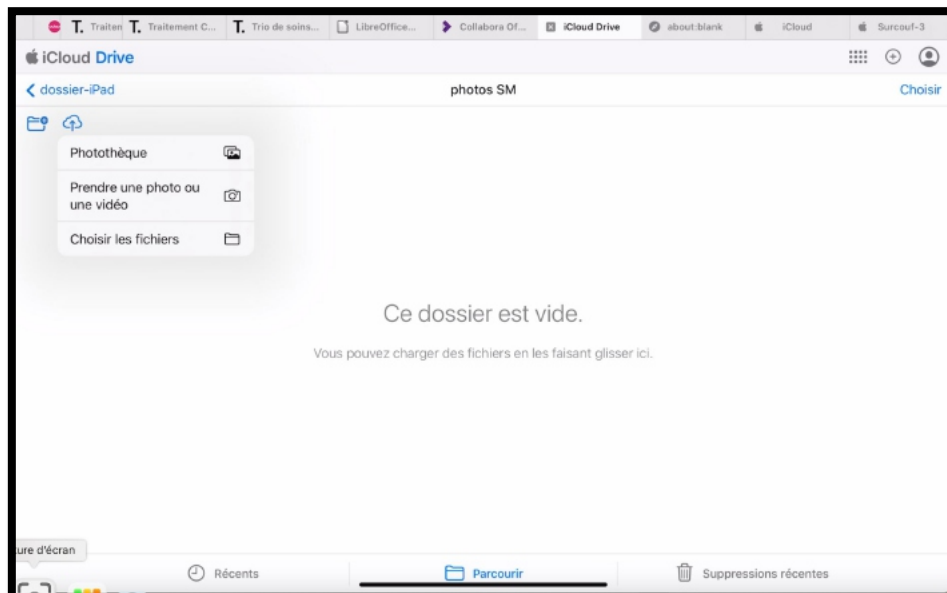 T. Traitem T. Traitement C... T. Trio de soins... LibreOffice... Collabora Of... iCloud Drive about:blank iCloud Surcouf-3
iCloud Drive
dossier-iPad photos SM Choisir
Photothèque
Prendre une photo ou
une vidéo
Choisir les fichiers
Ce dossier est vide.
Vous pouvez charger des fichiers en les faisant glisser ici.
ure d'écran
Récents Parcourir Suppressions récentes